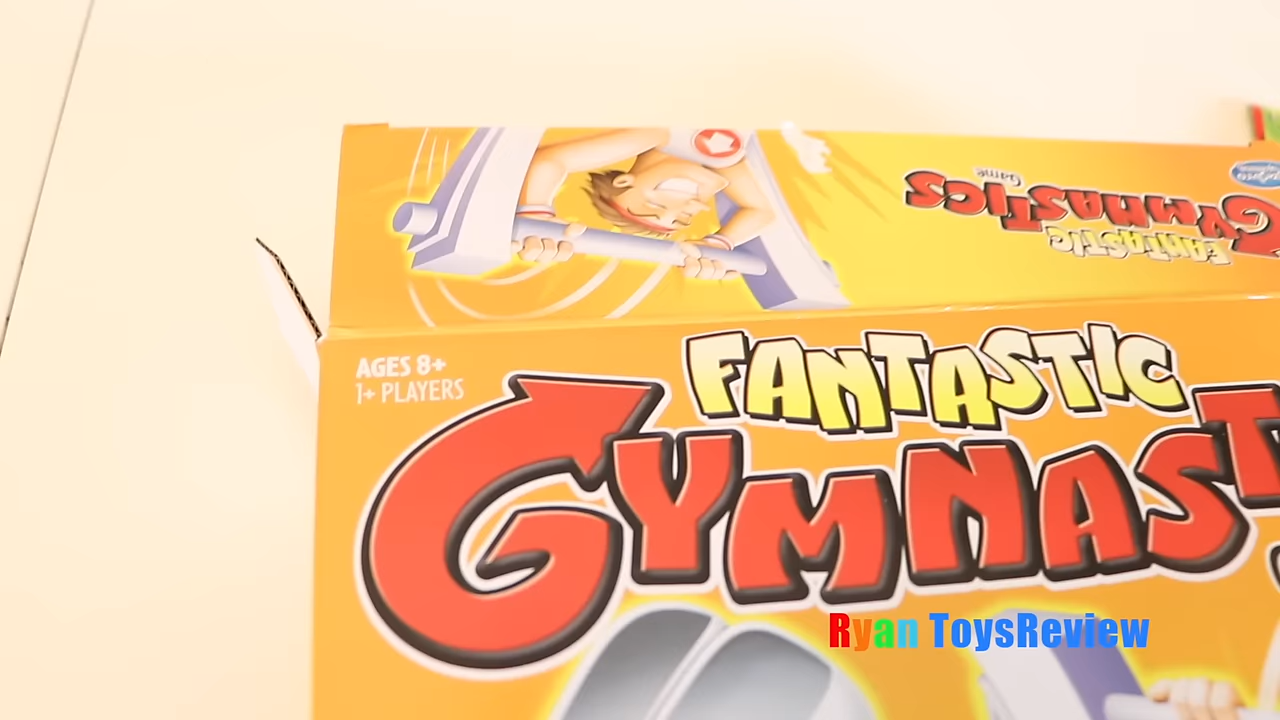 GAME
GYMNASTICS
FANTASTIC
AGES 8+
1+ PLAYERS
FANTASTIC
GYMNAST
Ryan ToysReview